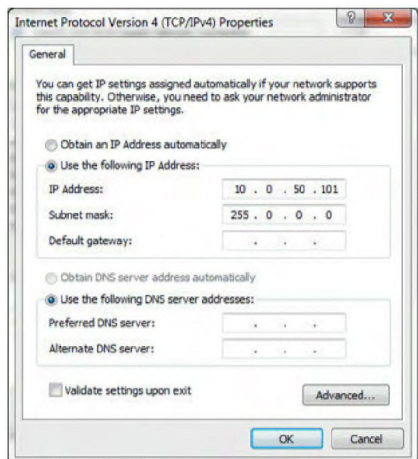 Internet Protocol Version 4 (TCP/IPv4) Properties
General
You can get IP settings assigned automatically if your network supports
this capability. Otherwise, you need to ask your network administrator
for the appropriate IP settings.
Obtain an IP Address automatically
Use the following IP Address:
IP Address: 10 . 0 . 50 . 101
Subnet mask: 255 . 0 . 0 . 0
Default gateway: . . .
Obtain DNS server address automatically
Use the following DNS server addresses:
Preferred DNS server: . . .
Alternate DNS server: . . .
Validate settings upon exit
Advanced...
OK Cancel